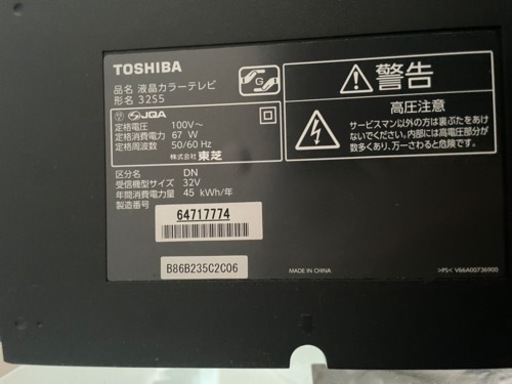 TOSHIBA
品名 液晶カラーテレビ
形名 32S5
JQA
定格電圧 100V~
定格消費電力 67 W
定格周波数 50/60 Hz
株式会社 東芝
区分名 DN
受信機型サイズ 32V
年間消費電力量 45 kWh/年
製造番号
64717774
B86B235C2C06
警告
高圧注意
サービスマン以外の方は裏ぶたをあけ
ないでください。内部には高電圧部分が
数多くあり、万一さわると危険です。
MADE IN CHINA
>PS< V66A00736900